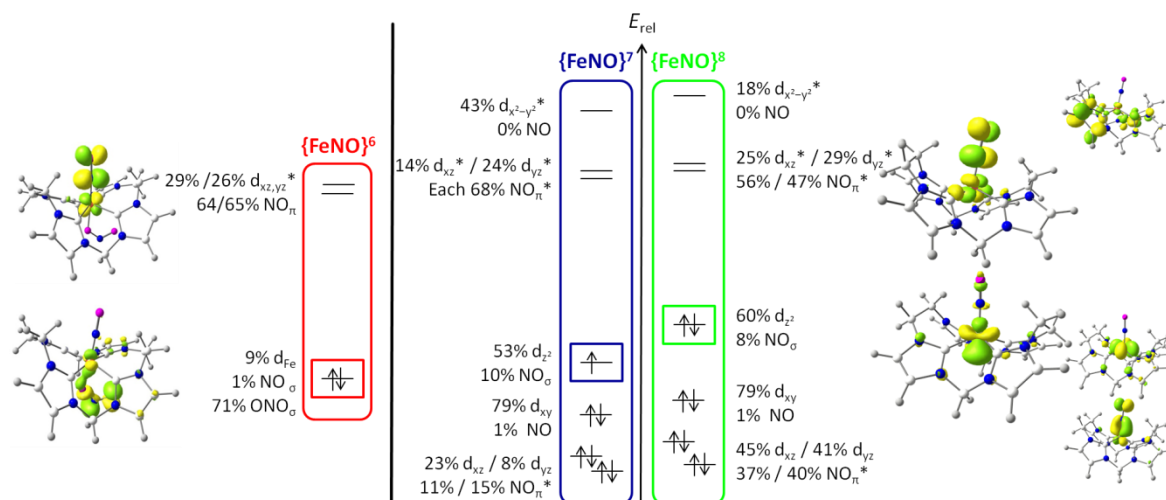 E_rel
{FeNO}⁷
{FeNO}⁸
{FeNO}⁶
29% /26% d_xz,yz*
64/65% NO_π
9% d_Fe
1% NO_σ
71% ONO_σ
43% d_x²–y²*
0% NO
14% d_xz* / 24% d_yz*
Each 68% NO_π*
53% d_z²
10% NO_σ
79% d_xy
1% NO
23% d_xz / 8% d_yz
11% / 15% NO_π*
18% d_x²–y²*
0% NO
25% d_xz* / 29% d_yz*
56% / 47% NO_π*
60% d_z²
8% NO_σ
79% d_xy
1% NO
45% d_xz / 41% d_yz
37% / 40% NO_π*